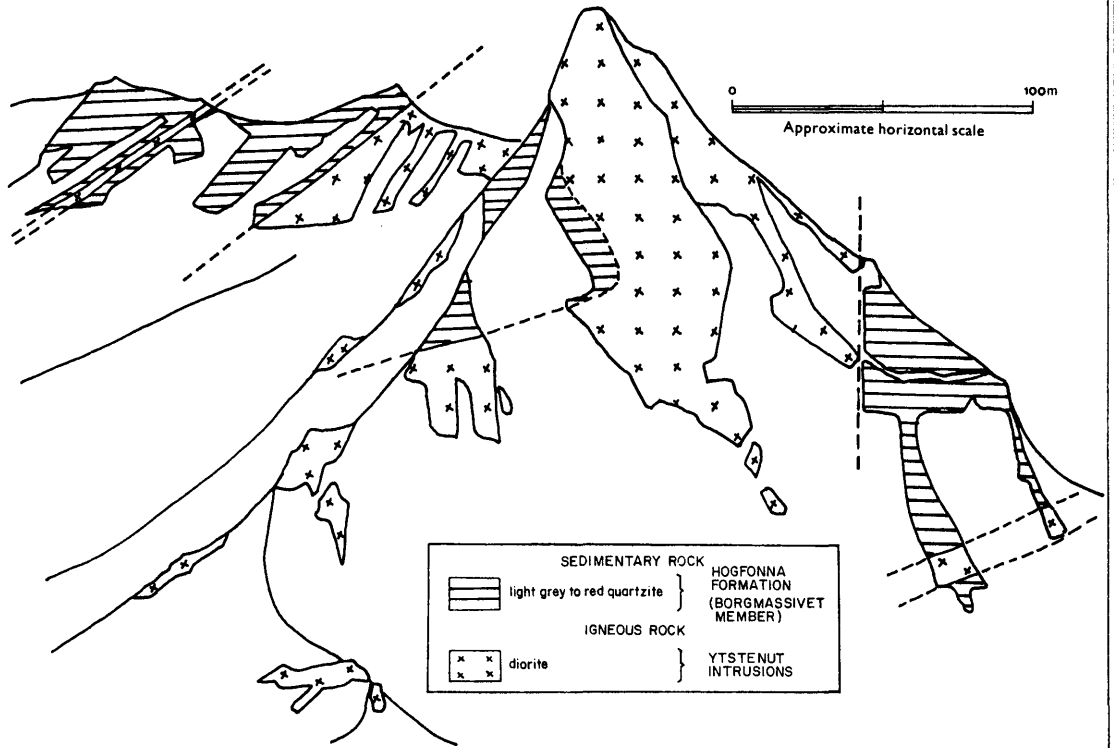 0 100m
Approximate horizontal scale
SEDIMENTARY ROCK
light grey to red quartzite } HOGFONNA
FORMATION
(BORGMASSIVET
MEMBER)
IGNEOUS ROCK
diorite } YTSTENUT
INTRUSIONS